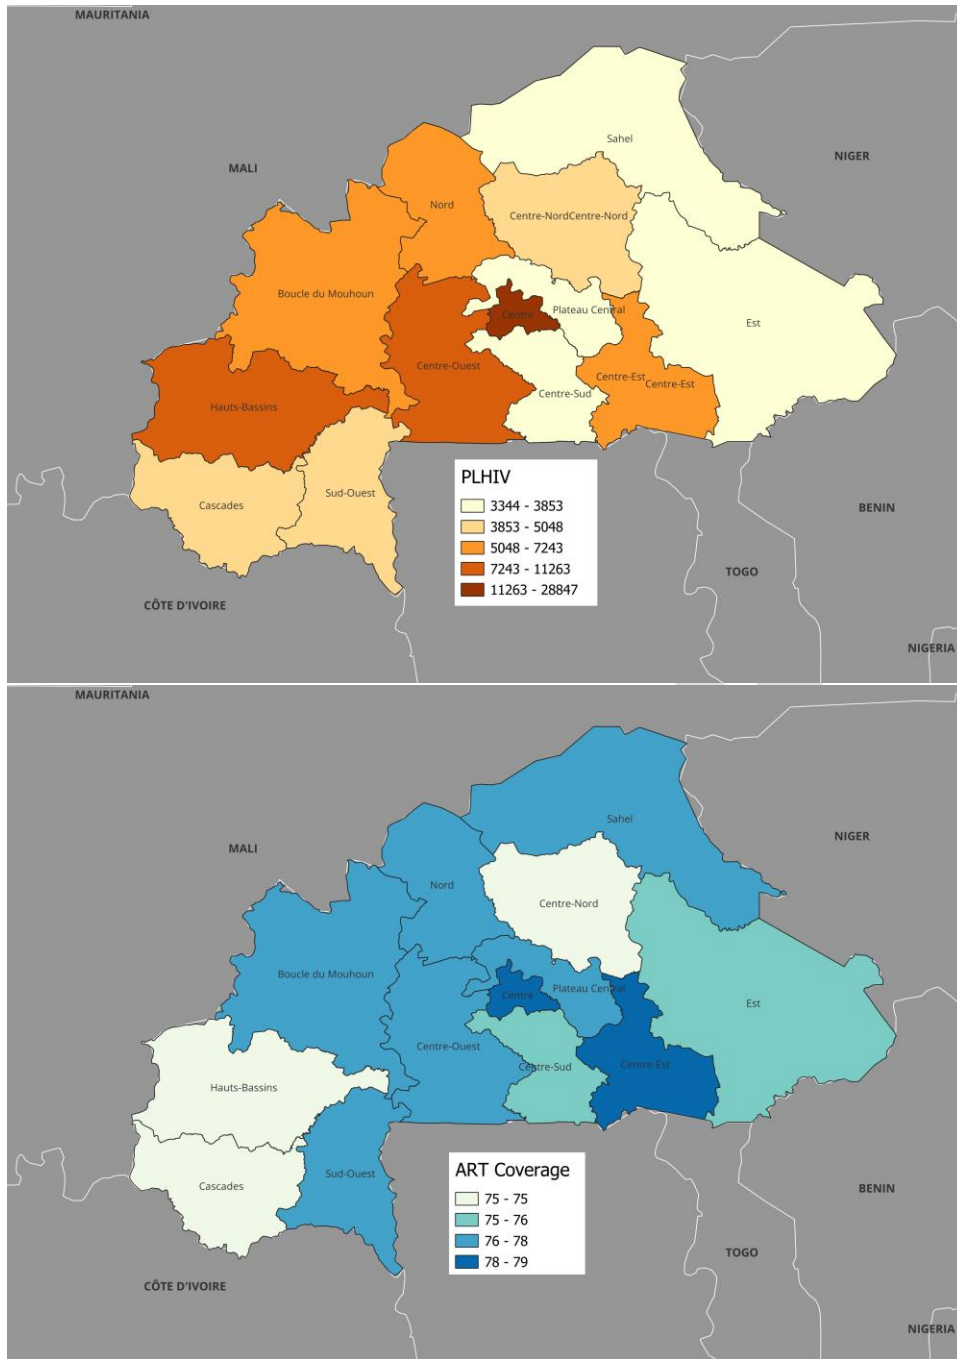 MAURITANIA
Sahel
NIGER
MALI
Nord
Centre-NordCentre-Nord
Boucle du Mouhoun
Plateau Central
Centre
Est
Centre-Ouest
Centre-Est
Centre-Est
Centre-Sud
Hauts-Bassins
Cascades
Sud-Ouest
PLHIV
3344 - 3853
3853 - 5048
5048 - 7243
7243 - 11263
11263 - 28847
BENIN
TOGO
CÔTE D'IVOIRE
NIGERIA
MAURITANIA
Sahel
NIGER
MALI
Nord
Centre-Nord
Boucle du Mouhoun
Plateau Central
Centre
Est
Centre-Ouest
Centre-Est
Centre-Sud
Hauts-Bassins
Cascades
Sud-Ouest
ART Coverage
75 - 75
75 - 76
76 - 78
78 - 79
BENIN
TOGO
CÔTE D'IVOIRE
NIGERIA